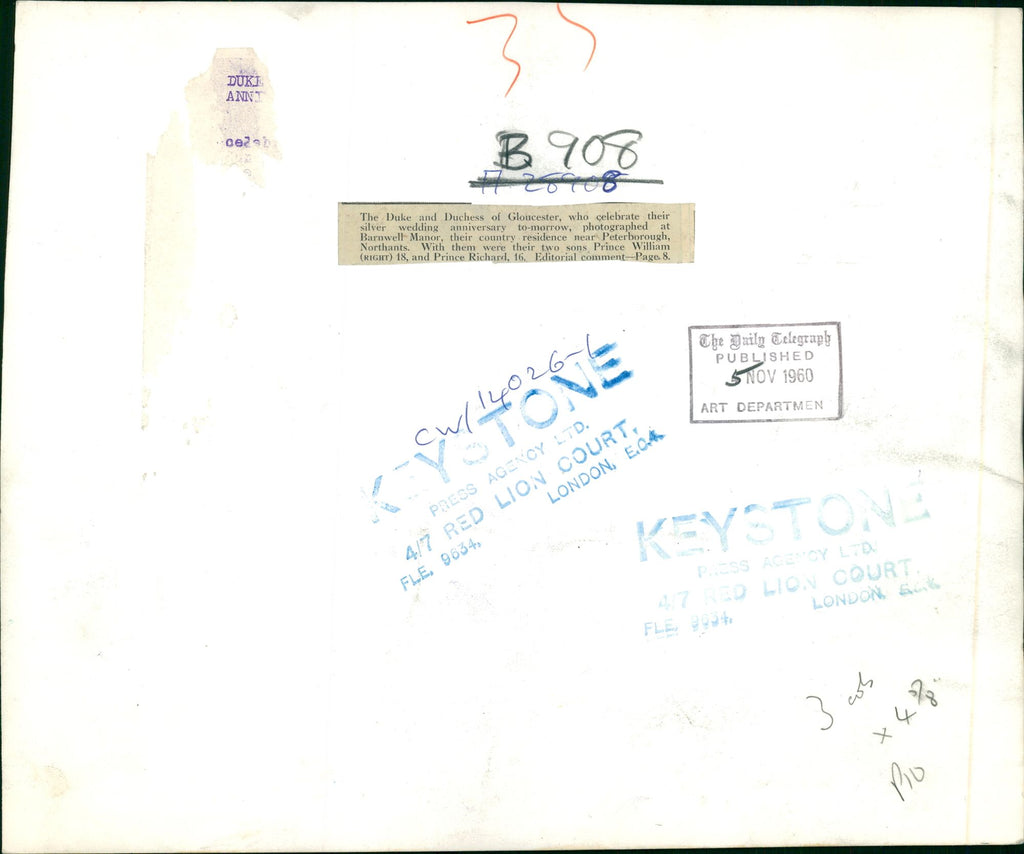 DUKE
ANNI
celeb
B 908
The Duke and Duchess of Gloucester, who celebrate their
silver wedding anniversary to-morrow, photographed at
Barnwell Manor, their country residence near Peterborough,
Northants. With them were their two sons Prince William
(RIGHT) 18, and Prince Richard, 16. Editorial comment—Page 8.
The Daily Telegraph
PUBLISHED
5 NOV 1960
ART DEPARTMEN
CW/14026-1
KEYSTONE
PRESS AGENCY LTD.
4/7 RED LION COURT,
LONDON, E.C.4.
FLE. 9634.
KEYSTONE
PRESS AGENCY LTD.
4/7 RED LION COURT.
LONDON, E.C.4.
FLE. 9634.
3 cols
x 4 5/8"
P10